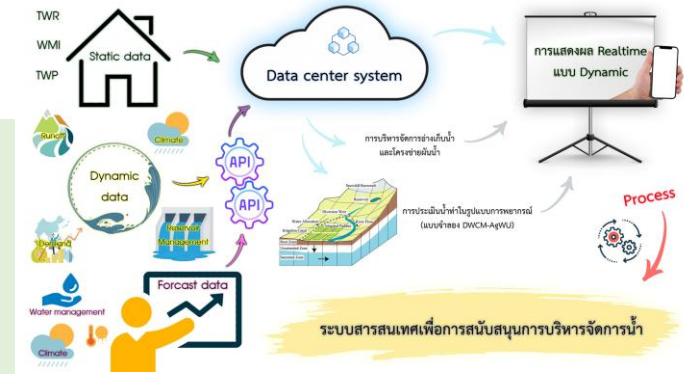 TWR
WMI
TWP
Static data
Data center system
การแสดงผล Realtime
แบบ Dynamic
Runoff
Climate
API
API
Dynamic
data
การบริหารจัดการอ่างเก็บน้ำ
และโครงข่ายผันน้ำ
การประเมินน้ำท่าในรูปแบบการพยากรณ์
(แบบจำลอง DWCM-AgWU)
Process
Demand
Reservoir
Management
Forcast data
Water management
Climate
ระบบสารสนเทศเพื่อการสนับสนุนการบริหารจัดการน้ำ